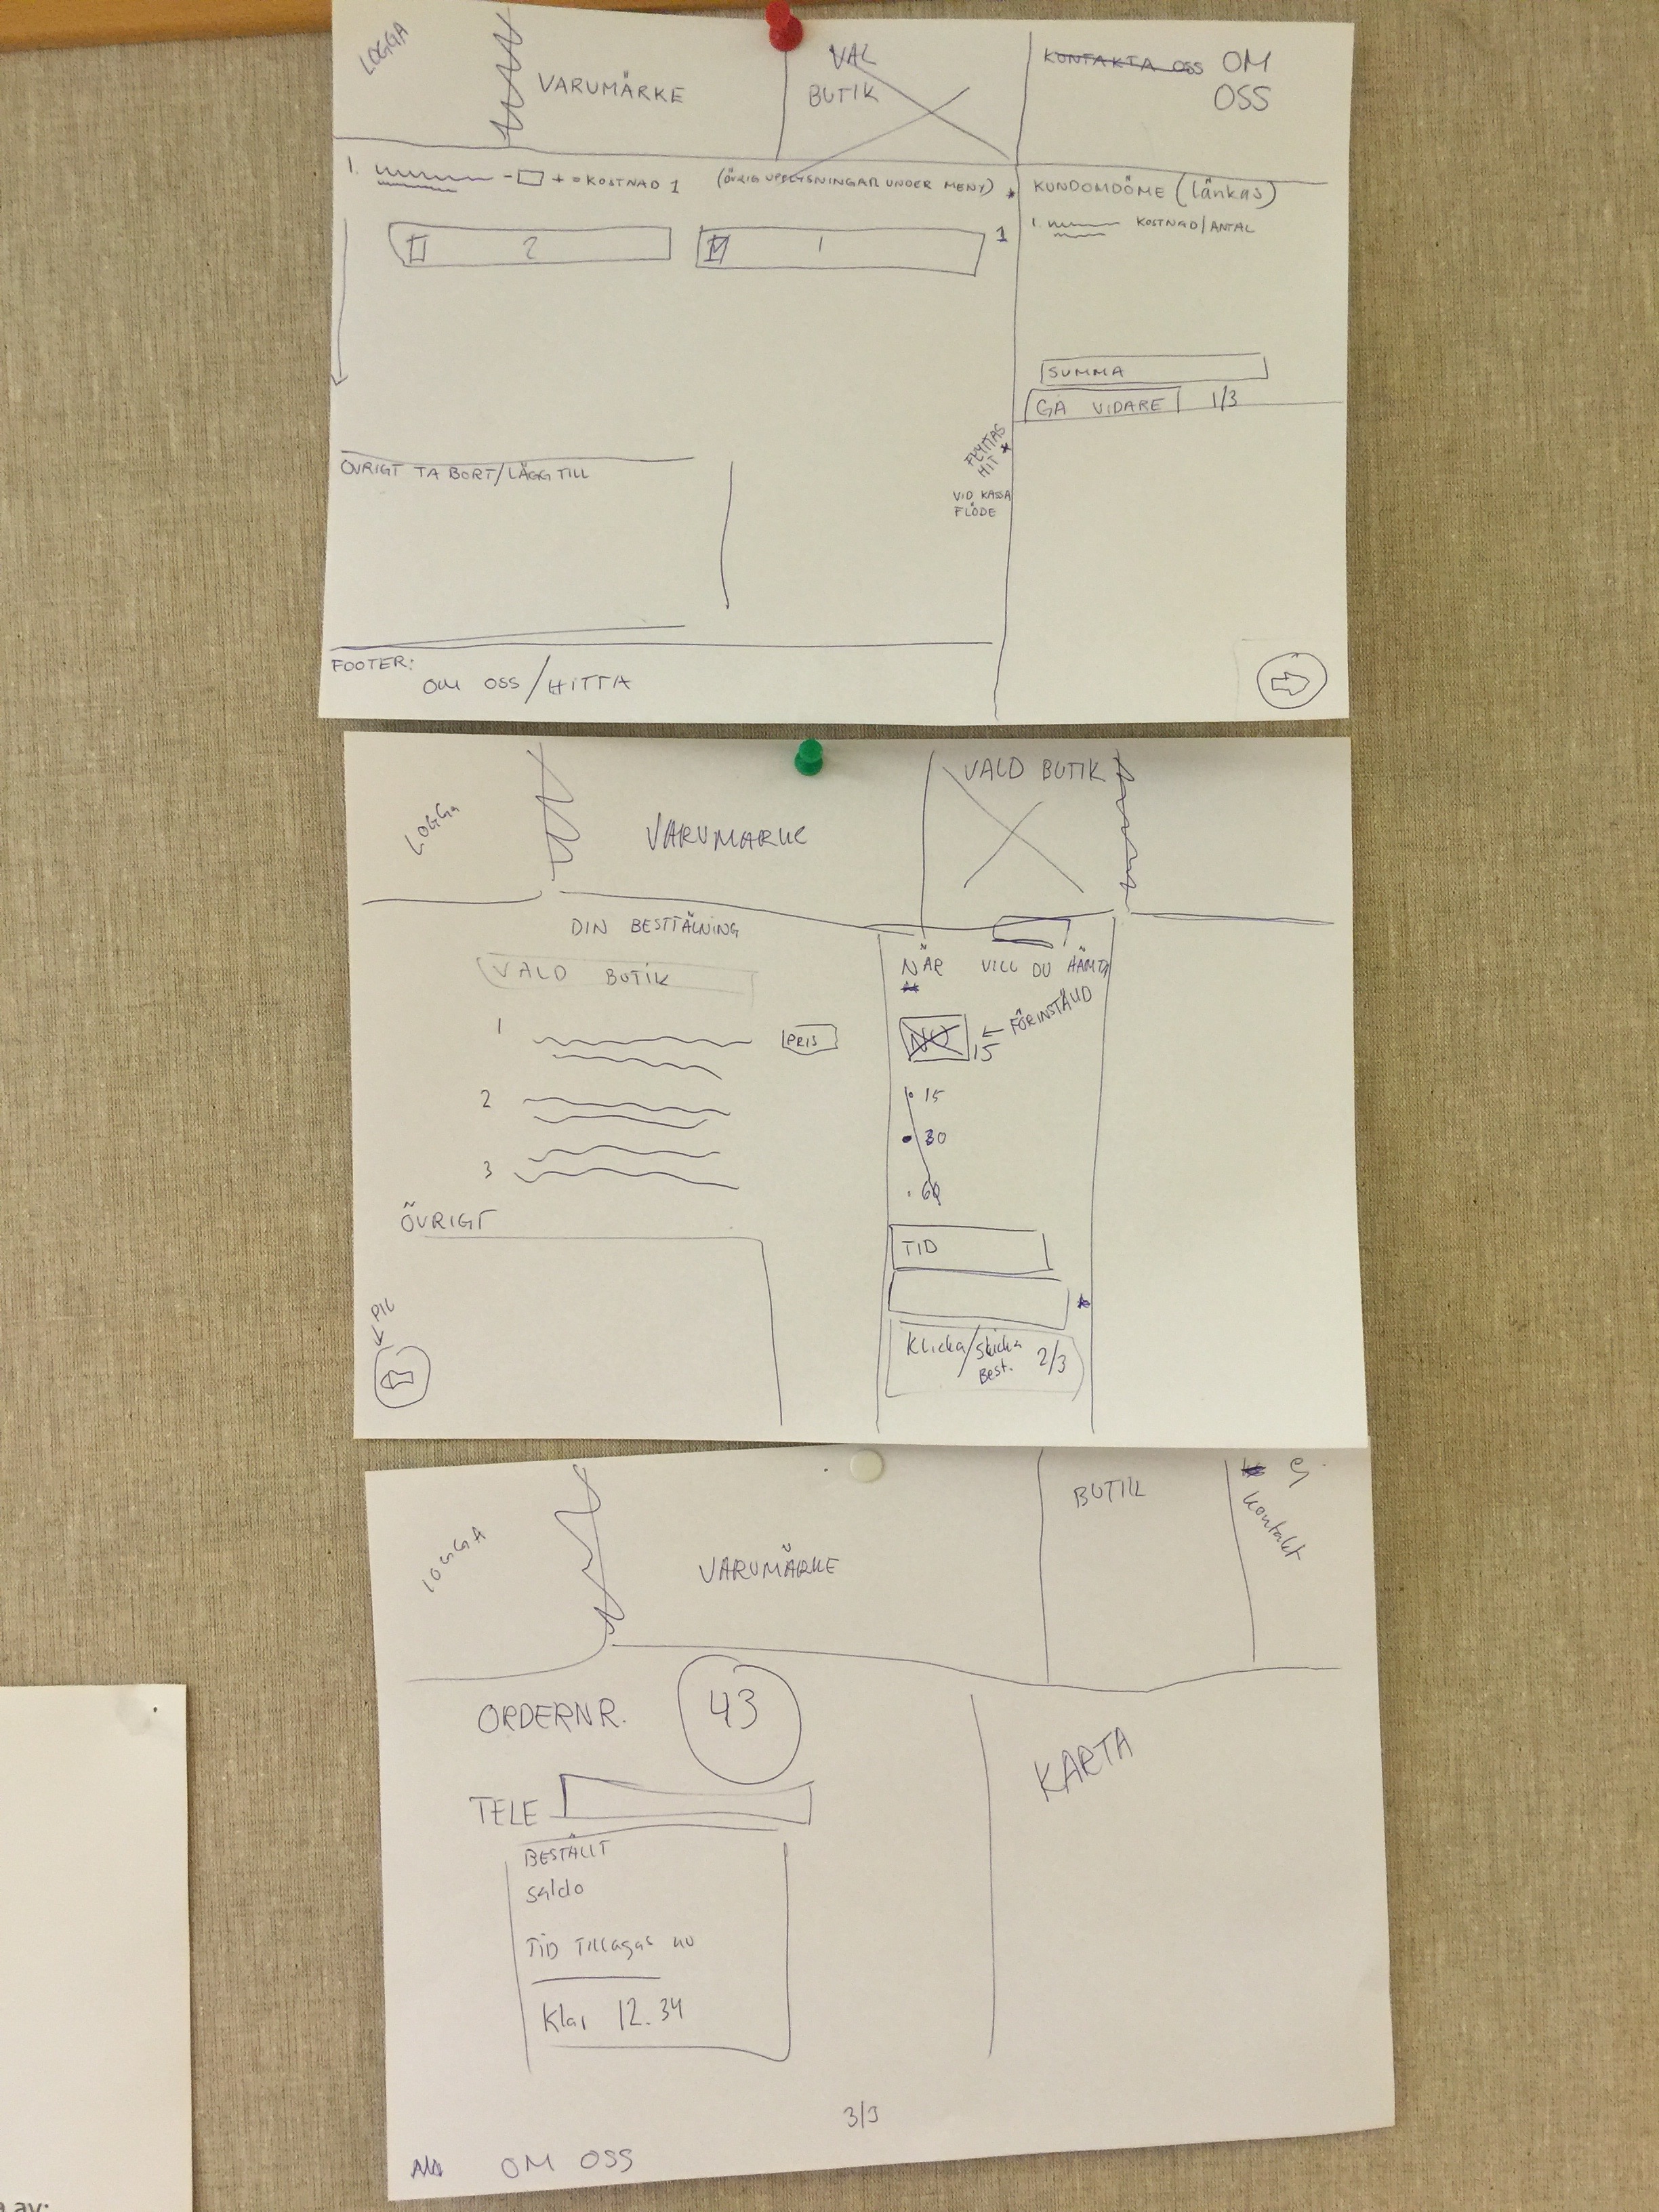 LOGGA
VARUMÄRKE
VAL
BUTIK
KONTAKTA OSS OM
OSS
1. - + = KOSTNAD 1 (ÖVRIG UPPLYSNINGAR UNDER MENY) *
KUNDOMDÖME (länkas)
1. KOSTNAD/ANTAL
2
1
1
SUMMA
GÅ VIDARE 1/3
FLYTTAS
HIT *
VID KASSA
FLÖDE
ÖVRIGT TA BORT/LÄGG TILL
FOOTER:
OM OSS/HITTA
LOGGA
VARUMÄRKE
VALD BUTIK
DIN BESTTÄLNING
VALD BUTIK
NÄR VILL DU HÄMTA
1
PRIS
NU
15
← FÖRINSTÄLLD
2
3
15
30
60
ÖVRIGT
TID
PIL
Klicka/skicka
Best. 2/3
LOGGA
VARUMÄRKE
BUTIK
ej
kontakt
ORDERNR. 43
TELE
KARTA
BESTÄLLT
saldo
TID Tillagas nu
Klar 12.34
3/3
OM OSS
a av: